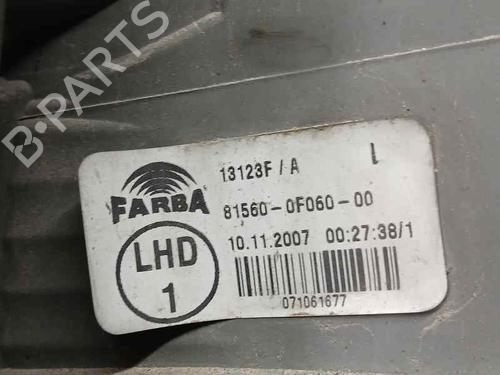 B-PARTS
13123F/A L
FARBA
81560-0F060-00
LHD
1
10.11.2007 00:27:38/1
071061677